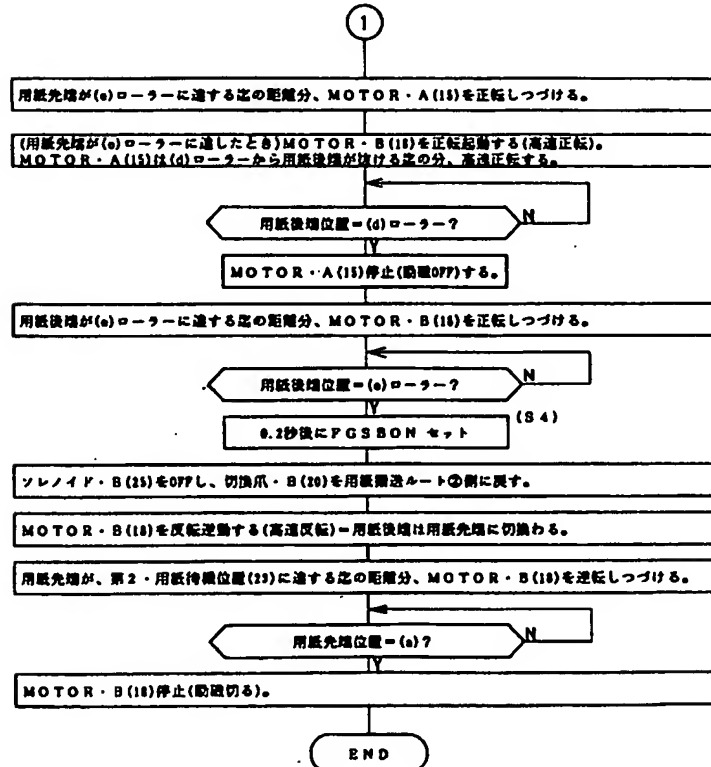 1
用紙先端が(e)ローラーに達する迄の距離分、MOTOR・A(15)を正転しつづける。
(用紙先端が(e)ローラーに達したとき)MOTOR・B(18)を正転起動する(高速正転)。
MOTOR・A(15)は(d)ローラーから用紙後端が抜ける迄の分、高速正転する。
用紙後端位置=(d)ローラー?
N
Y
MOTOR・A(15)停止(励磁OFF)する。
用紙後端が(e)ローラーに達する迄の距離分、MOTOR・B(18)を正転しつづける。
用紙後端位置=(e)ローラー?
N
Y
0.2秒後にFGSBON セット
(S4)
ソレノイド・B(25)をOFFし、切換爪・B(20)を用紙搬送ルート②側に戻す。
MOTOR・B(18)を反転逆動する(高速反転)=用紙後端は用紙先端に切換わる。
用紙先端が、第2・用紙待機位置(23)に達する迄の距離分、MOTOR・B(18)を逆転しつづける。
用紙先端位置=(a)?
N
Y
MOTOR・B(18)停止(励磁切る)。
END